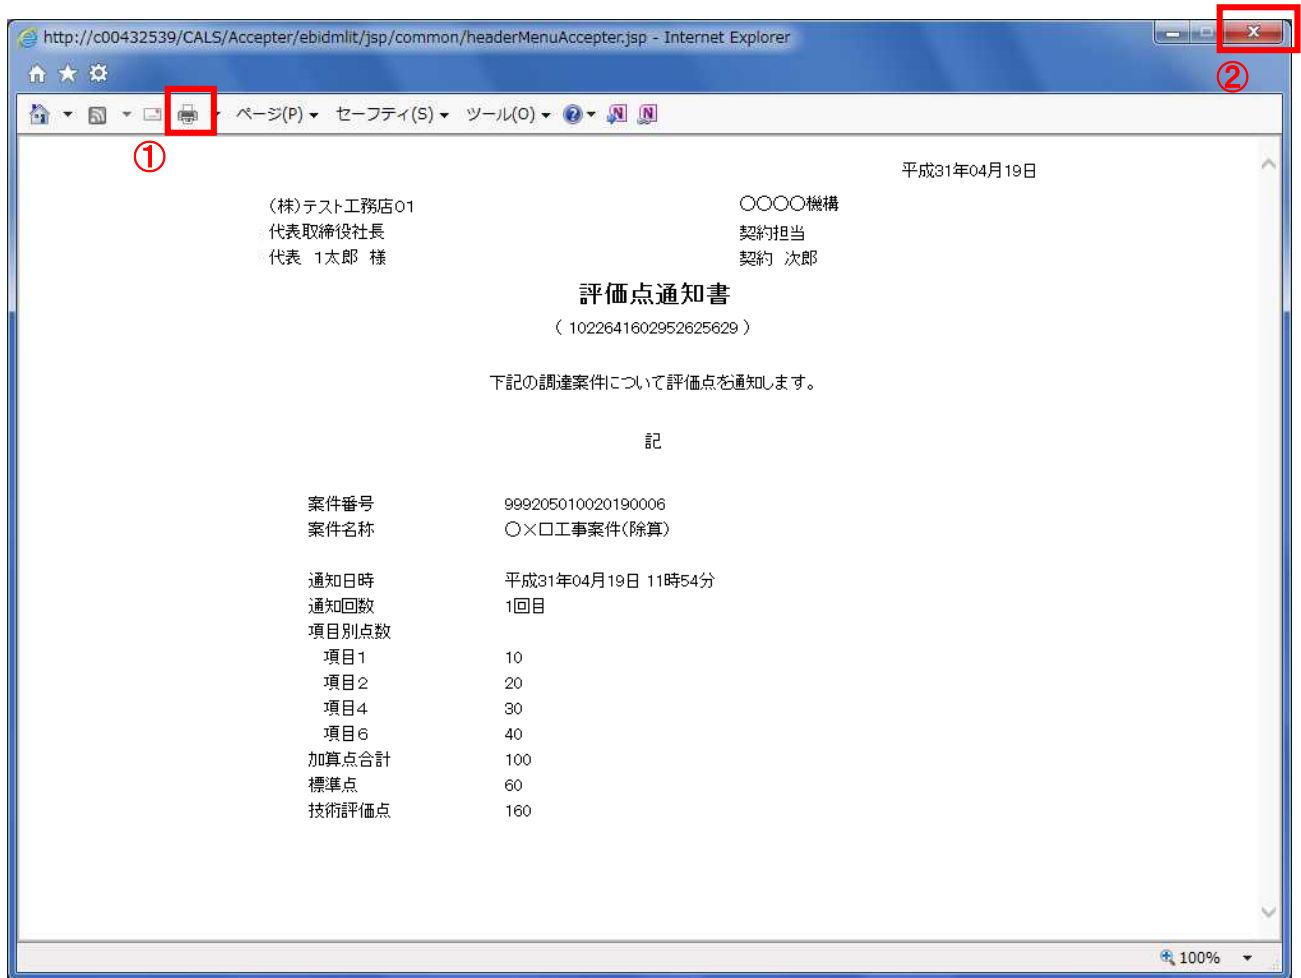 http://c00432539/CALS/Accepter/ebidmlit/jsp/common/headerMenuAccepter.jsp - Internet Explorer
②
ページ(P) セーフティ(S) ツール(O)
①
平成31年04月19日
(株)テスト工務店01
〇〇〇〇機構
代表取締役社長
契約担当
代表 1太郎 様
契約 次郎
評価点通知書
( 1022641602952625629 )
下記の調達案件について評価点を通知します。
記
案件番号 999205010020190006
案件名称 〇×口工事案件(除算)
通知日時 平成31年04月19日 11時54分
通知回数 1回目
項目別点数
項目1 10
項目2 20
項目4 30
項目6 40
加算点合計 100
標準点 60
技術評価点 160
100%